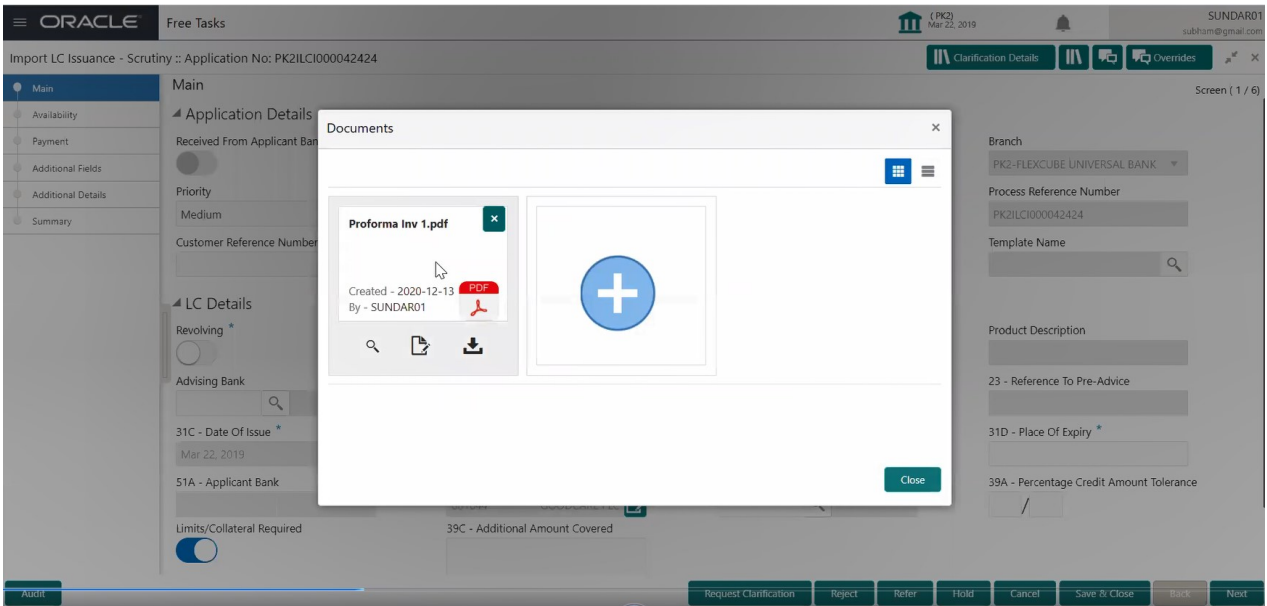 ORACLE
Free Tasks
( PK2)
Mar 22, 2019
SUNDAR01
subham@gmail.com
Import LC Issuance - Scrutiny :: Application No: PK2ILCI000042424
Clarification Details
Overrides
Main
Availability
Payment
Additional Fields
Additional Details
Summary
Main
Screen ( 1 / 6)
Application Details
Received From Applicant Ban
Priority
Medium
Customer Reference Number
Branch
PK2-FLEXCUBE UNIVERSAL BANK
Process Reference Number
PK2ILCI000042424
Template Name
Documents
Proforma Inv 1.pdf
Created - 2020-12-13
By - SUNDAR01
PDF
Close
LC Details
Revolving *
Advising Bank
31C - Date Of Issue *
Mar 22, 2019
51A - Applicant Bank
Limits/Collateral Required
39C - Additional Amount Covered
Product Description
23 - Reference To Pre-Advice
31D - Place Of Expiry *
39A - Percentage Credit Amount Tolerance
/
Audit
Request Clarification
Reject
Refer
Hold
Cancel
Save & Close
Back
Next